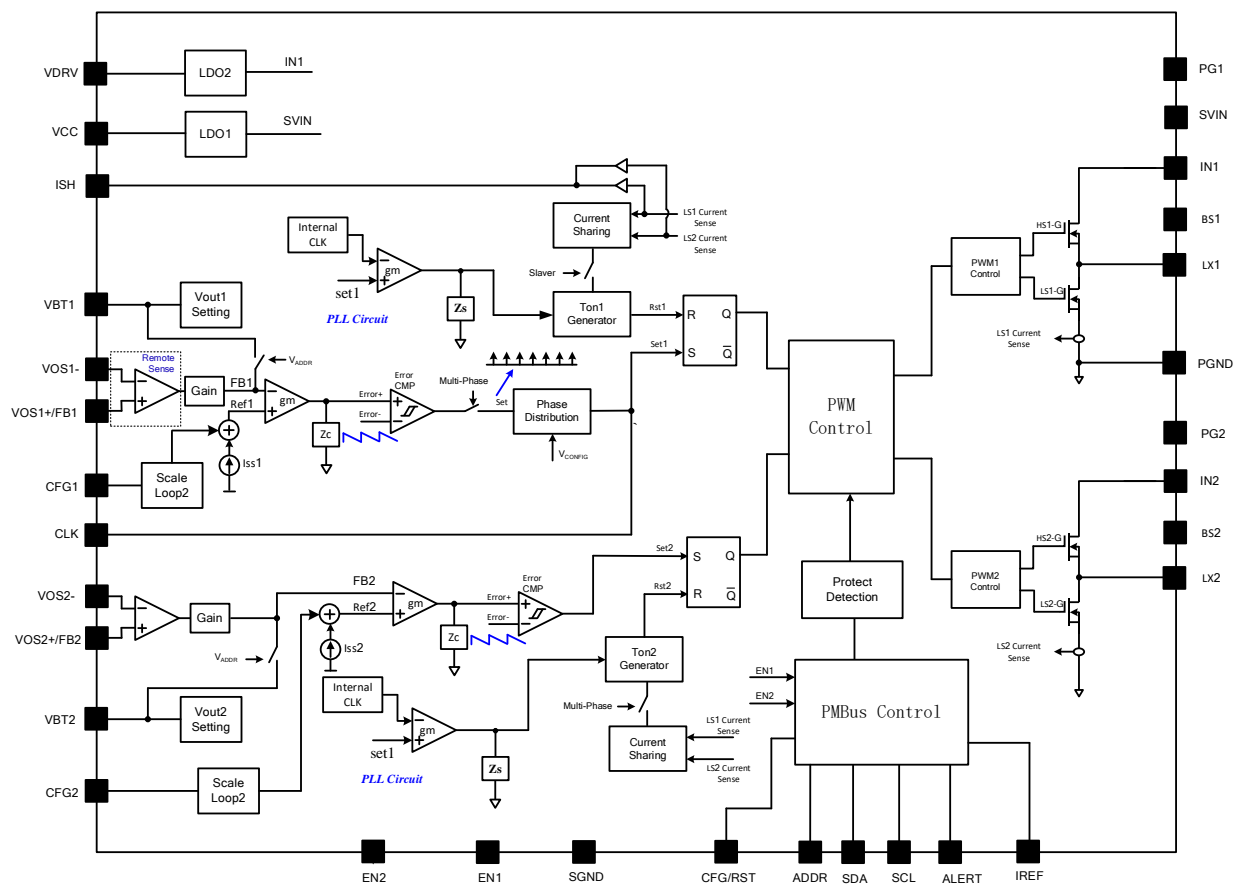 VDRV
LDO2
IN1
PG1
VCC
LDO1
SVIN
SVIN
ISH
IN1
Internal
CLK
gm
set1
PLL Circuit
Zs
Current
Sharing
LS1 Current
Sense
LS2 Current
Sense
Slaver
Ton1
Generator
Rst1
R
Q
S
Q
Set1
HS1-G
BS1
PWM1
Control
LX1
LS1-G
LS1 Current
Sense
PGND
VBT1
Vout1
Setting
VADDR
VOS1-
Remote
Sense
Gain
FB1
VOS1+/FB1
Ref1
gm
Error+
Error-
Error
CMP
Zc
Multi-Phase
Set
Phase
Distribution
VCONFIG
Iss1
PWM
Control
PG2
CFG1
Scale
Loop2
IN2
CLK
BS2
HS2-G
PWM2
Control
LX2
LS2-G
LS2 Current
Sense
VOS2-
Gain
VOS2+/FB2
FB2
Ref2
gm
Error+
Error-
Error
CMP
Zc
Set2
S
Q
Rst2
R
Q
Protect
Detection
VADDR
Iss2
Ton2
Generator
Internal
CLK
gm
set1
PLL Circuit
Zs
Multi-Phase
Current
Sharing
LS1 Current
Sense
LS2 Current
Sense
EN1
EN2
PMBus Control
VBT2
Vout2
Setting
CFG2
Scale
Loop2
EN2
EN1
SGND
CFG/RST
ADDR
SDA
SCL
ALERT
IREF